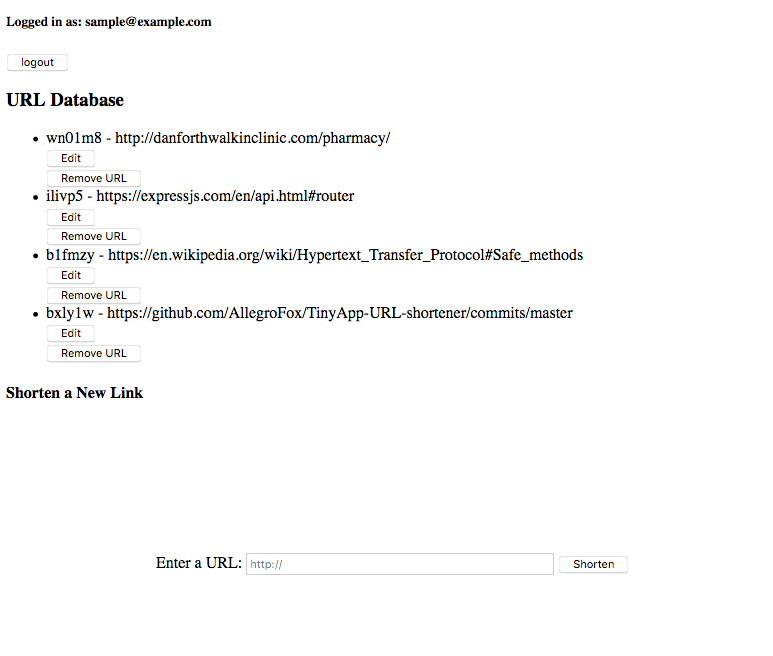 Logged in as: sample@example.com
logout
URL Database
wn01m8 - http://danforthwalkinclinic.com/pharmacy/
Edit
Remove URL
ilivp5 - https://expressjs.com/en/api.html#router
Edit
Remove URL
b1fmzy - https://en.wikipedia.org/wiki/Hypertext_Transfer_Protocol#Safe_methods
Edit
Remove URL
bxly1w - https://github.com/AllegroFox/TinyApp-URL-shortener/commits/master
Edit
Remove URL
Shorten a New Link
Enter a URL: http:// Shorten